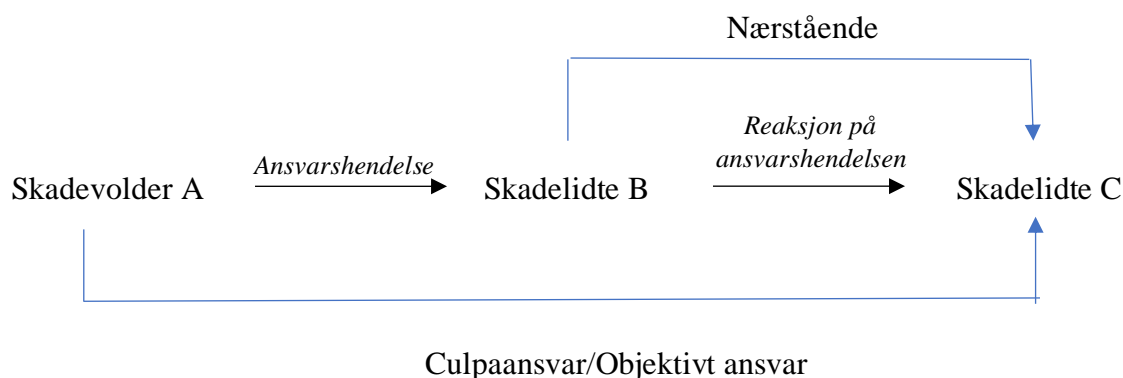 Nærstående
Reaksjon på
ansvarshendelsen
Ansvarshendelse
Skadevolder A
Skadelidte B
Skadelidte C
Culpaansvar/Objektivt ansvar